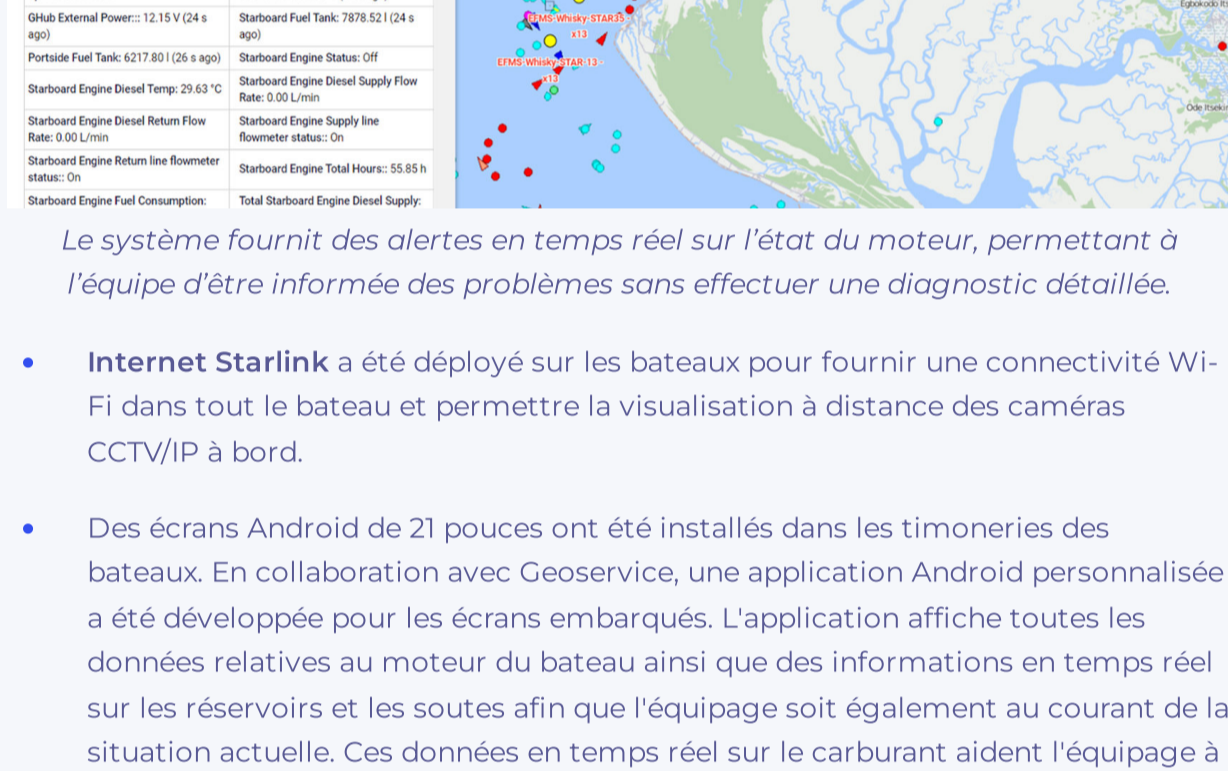 GHub External Power::: 12.15 V (24 s
ago)
Starboard Fuel Tank: 7878.52 l (24 s
ago)
Portside Fuel Tank: 6217.80 l (26 s ago)
Starboard Engine Status: Off
Starboard Engine Diesel Temp: 29.63 °C
Starboard Engine Diesel Supply Flow
Rate: 0.00 L/min
Starboard Engine Diesel Return Flow
Rate: 0.00 L/min
Starboard Engine Supply line
flowmeter status:: On
Starboard Engine Return line flowmeter
status:: On
Starboard Engine Total Hours:: 55.85 h
Starboard Engine Fuel Consumption:
Total Starboard Engine Diesel Supply:
EFMS-Whisky-STAR35
x13
EFMS-Whisky-STAR-13-
x13
Ode Itsekiri
Le système fournit des alertes en temps réel sur l’état du moteur, permettant à
l’équipe d’être informée des problèmes sans effectuer une diagnostic détaillée.
Internet Starlink a été déployé sur les bateaux pour fournir une connectivité Wi-
Fi dans tout le bateau et permettre la visualisation à distance des caméras
CCTV/IP à bord.
Des écrans Android de 21 pouces ont été installés dans les timoneries des
bateaux. En collaboration avec Geoservice, une application Android personnalisée
a été développée pour les écrans embarqués. L'application affiche toutes les
données relatives au moteur du bateau ainsi que des informations en temps réel
sur les réservoirs et les soutes afin que l'équipage soit également au courant de la
situation actuelle. Ces données en temps réel sur le carburant aident l'équipage à